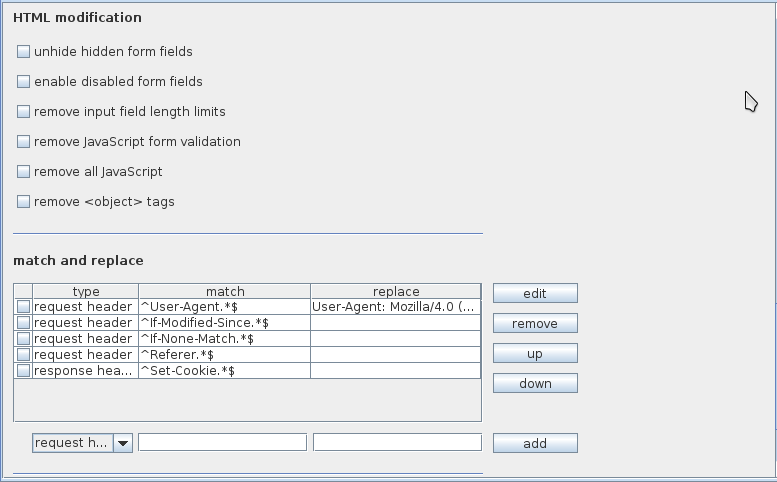 HTML modification
unhide hidden form fields
enable disabled form fields
remove input field length limits
remove JavaScript form validation
remove all JavaScript
remove <object> tags
match and replace
type match replace
request header ^User-Agent.*$ User-Agent: Mozilla/4.0 (...
request header ^If-Modified-Since.*$
request header ^If-None-Match.*$
request header ^Referer.*$
response hea... ^Set-Cookie.*$
edit
remove
up
down
request h... add